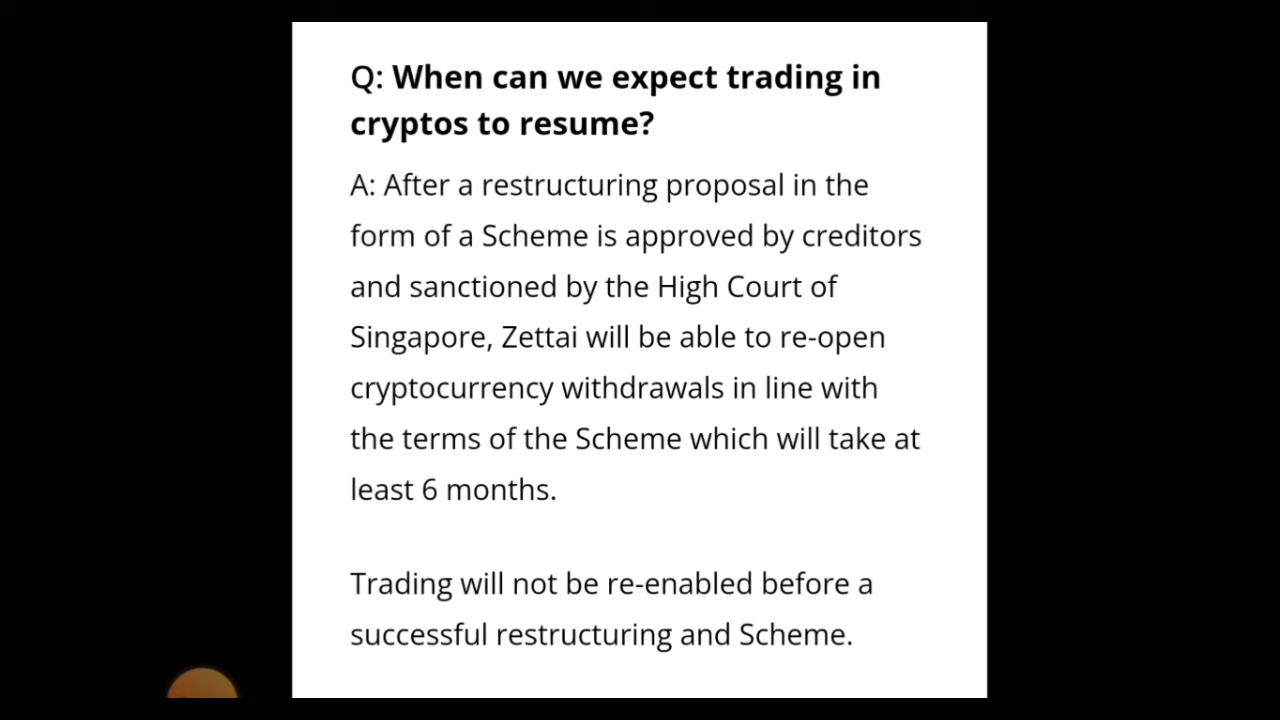 Q: When can we expect trading in
cryptos to resume?
A: After a restructuring proposal in the
form of a Scheme is approved by creditors
and sanctioned by the High Court of
Singapore, Zettai will be able to re-open
cryptocurrency withdrawals in line with
the terms of the Scheme which will take at
least 6 months.
Trading will not be re-enabled before a
successful restructuring and Scheme.